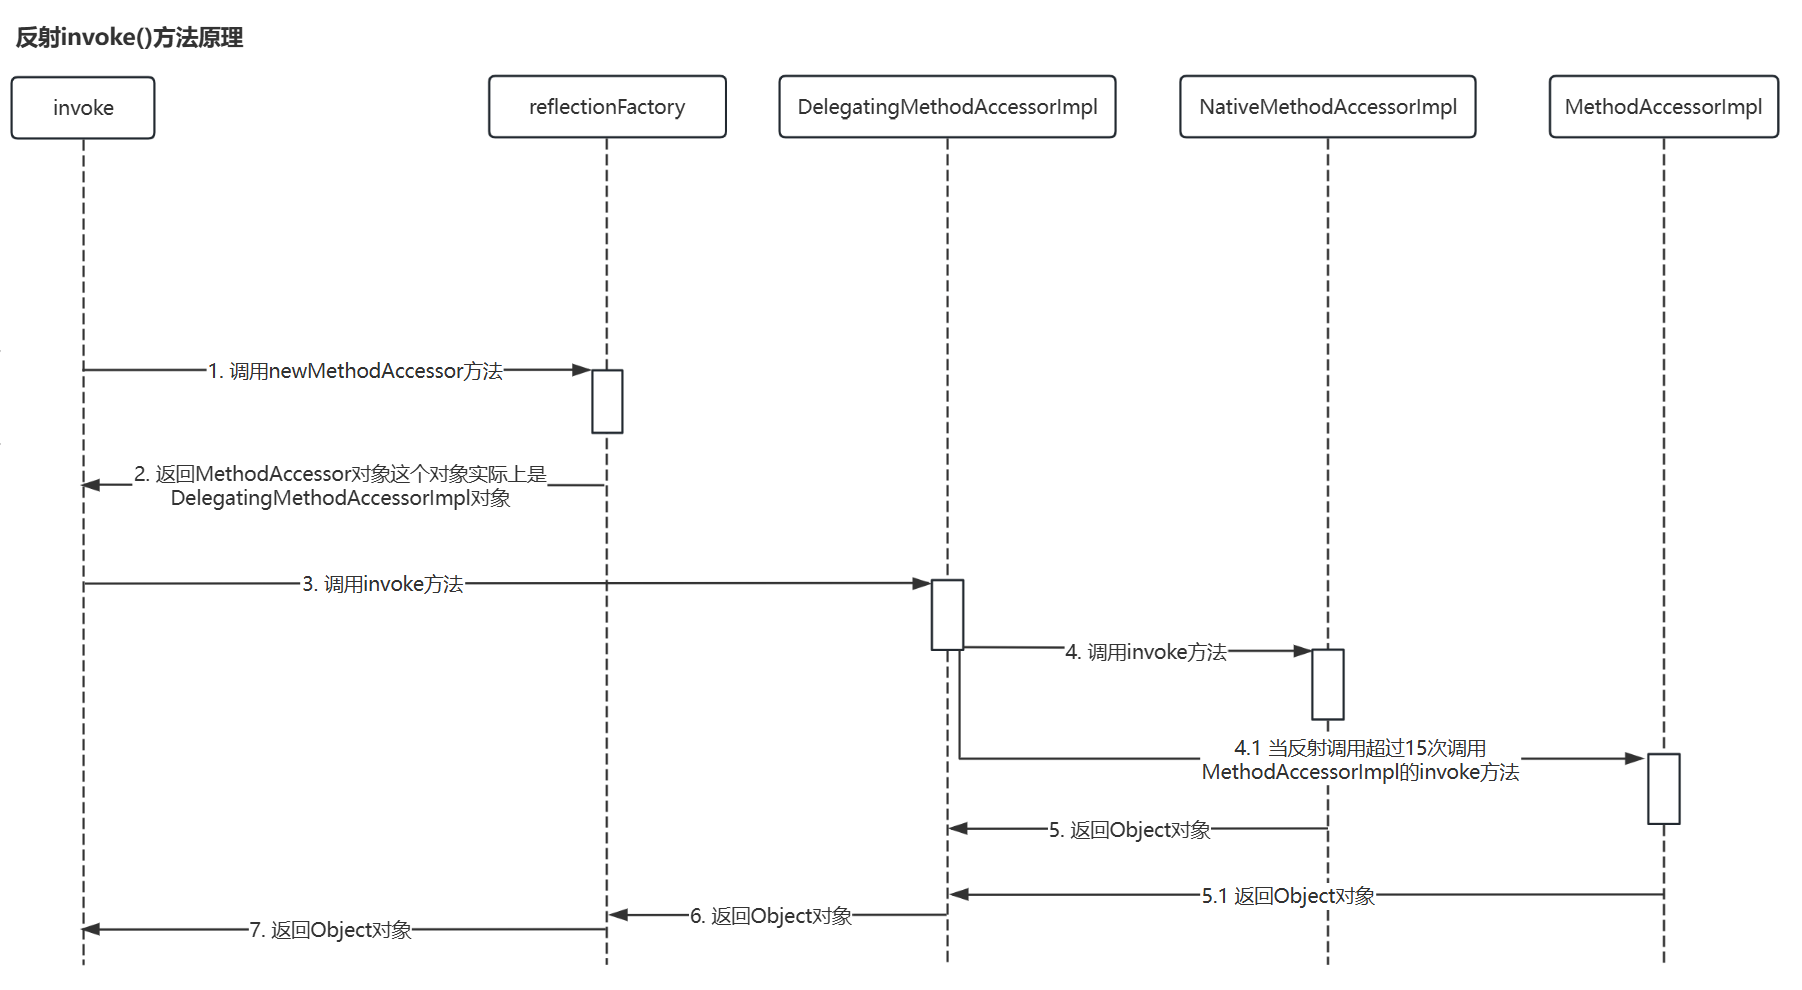 反射invoke()方法原理
invoke
reflectionFactory
DelegatingMethodAccessorImpl
NativeMethodAccessorImpl
MethodAccessorImpl
1. 调用newMethodAccessor方法
2. 返回MethodAccessor对象这个对象实际上是
DelegatingMethodAccessorImpl对象
3. 调用invoke方法
4. 调用invoke方法
4.1 当反射调用超过15次调用
MethodAccessorImpl的invoke方法
5. 返回Object对象
5.1 返回Object对象
6. 返回Object对象
7. 返回Object对象